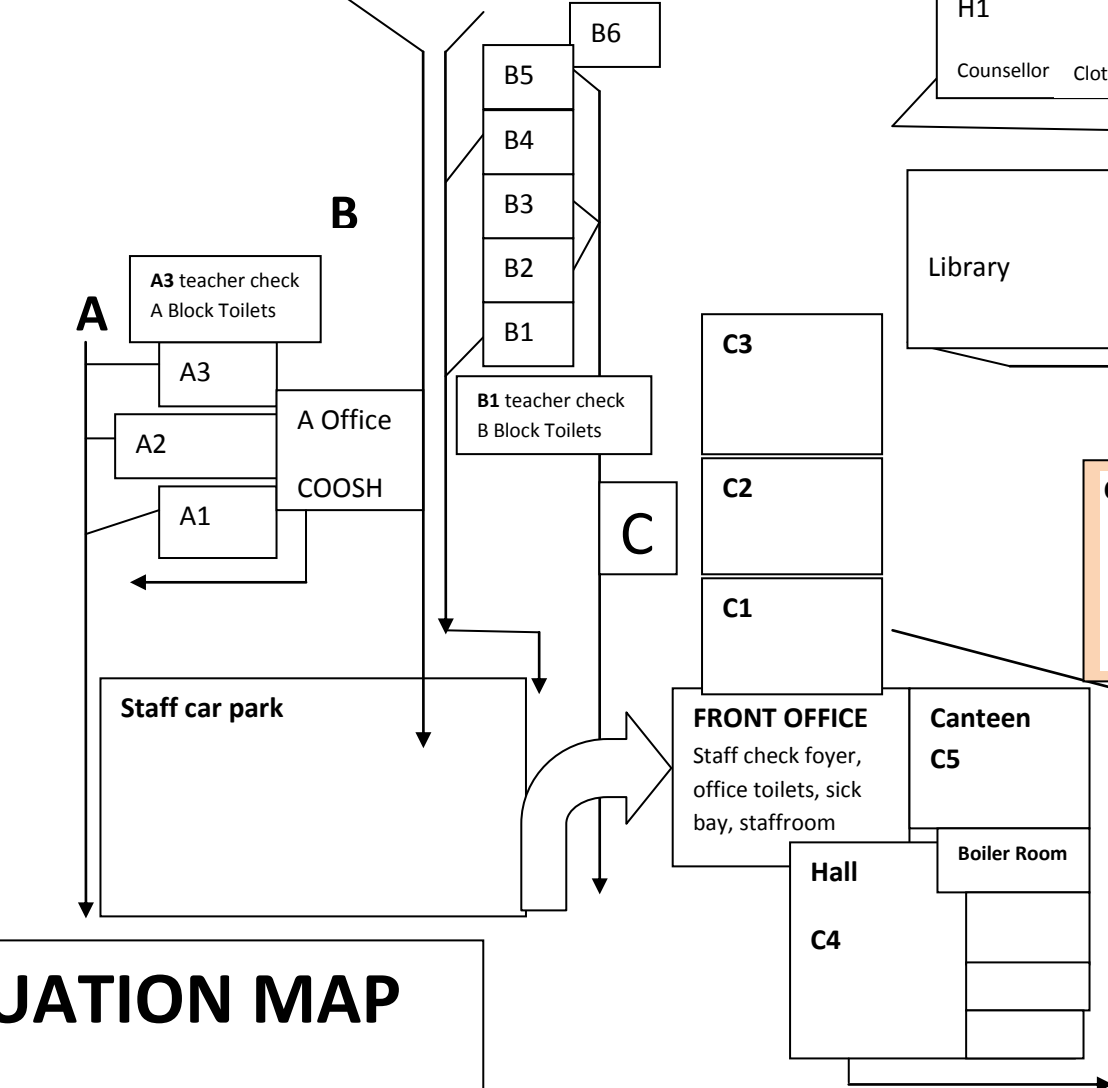 H1
B6
Counsellor
B5
B4
B3
B
B2
Library
A3 teacher check
A Block Toilets
A
B1
C3
A3
B1 teacher check
B Block Toilets
A Office
A2
COOSH
C2
A1
C
C1
Staff car park
FRONT OFFICE
Staff check foyer,
office toilets, sick
bay, staffroom
Canteen
C5
Boiler Room
Hall
C4
MAP